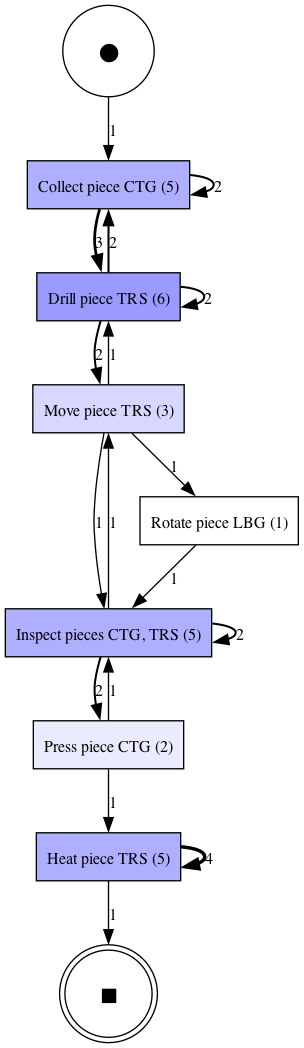 1
Collect piece CTG (5)
2
3 2
Drill piece TRS (6)
2
2 1
Move piece TRS (3)
1
1 1
Rotate piece LBG (1)
1
Inspect pieces CTG, TRS (5)
2
2 1
Press piece CTG (2)
1
Heat piece TRS (5)
4
1